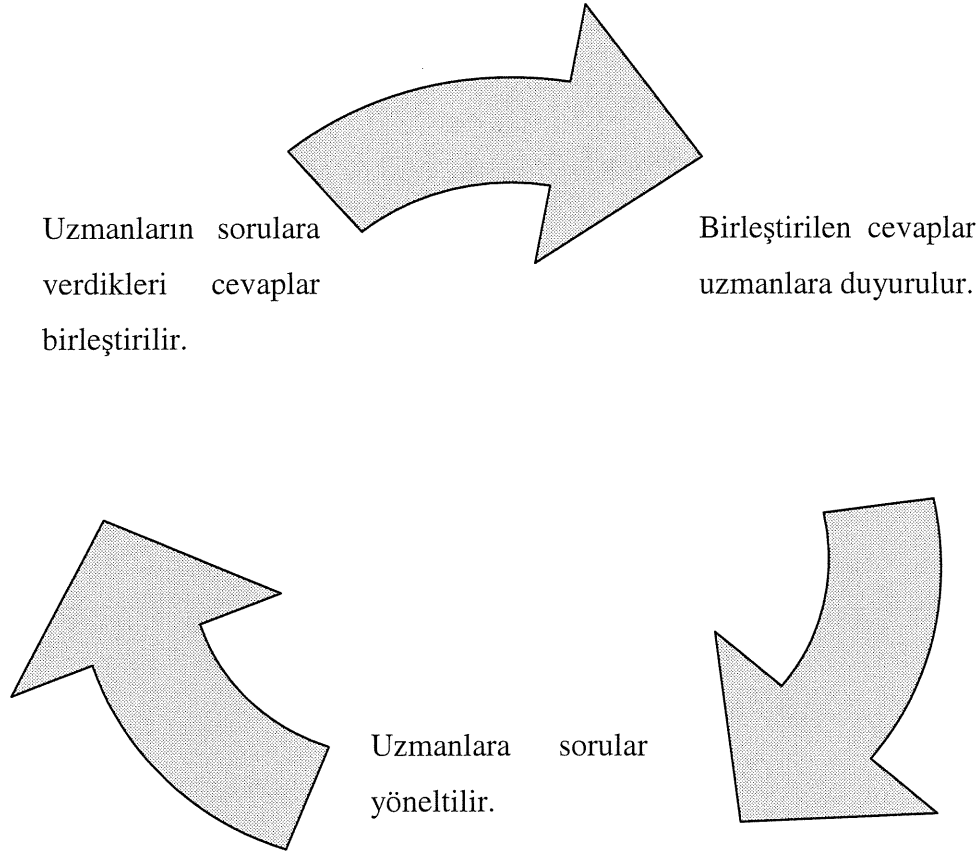 Uzmanların sorulara
verdikleri cevaplar
birleştirilir.
Birleştirilen cevaplar
uzmanlara duyurulur.
Uzmanlara sorular
yöneltilir.